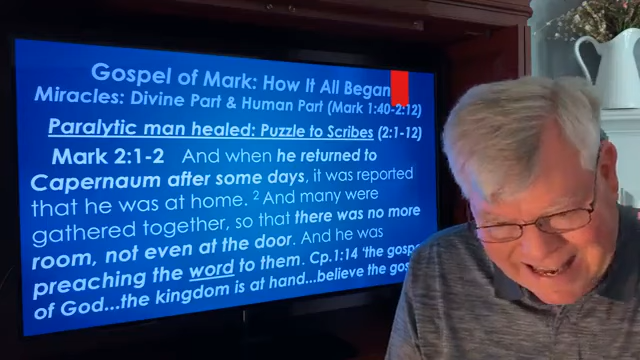 Gospel of Mark: How It All Began
Miracles: Divine Part & Human Part (Mark 1:40-2:12)
Paralytic man healed: Puzzle to Scribes (2:1-12)
Mark 2:1-2 And when he returned to
Capernaum after some days, it was reported
that he was at home. 2 And many were
gathered together, so that there was no more
room, not even at the door. And he was
preaching the word to them. Cp.1:14 'the gospe
of God...the kingdom is at hand...believe the gos